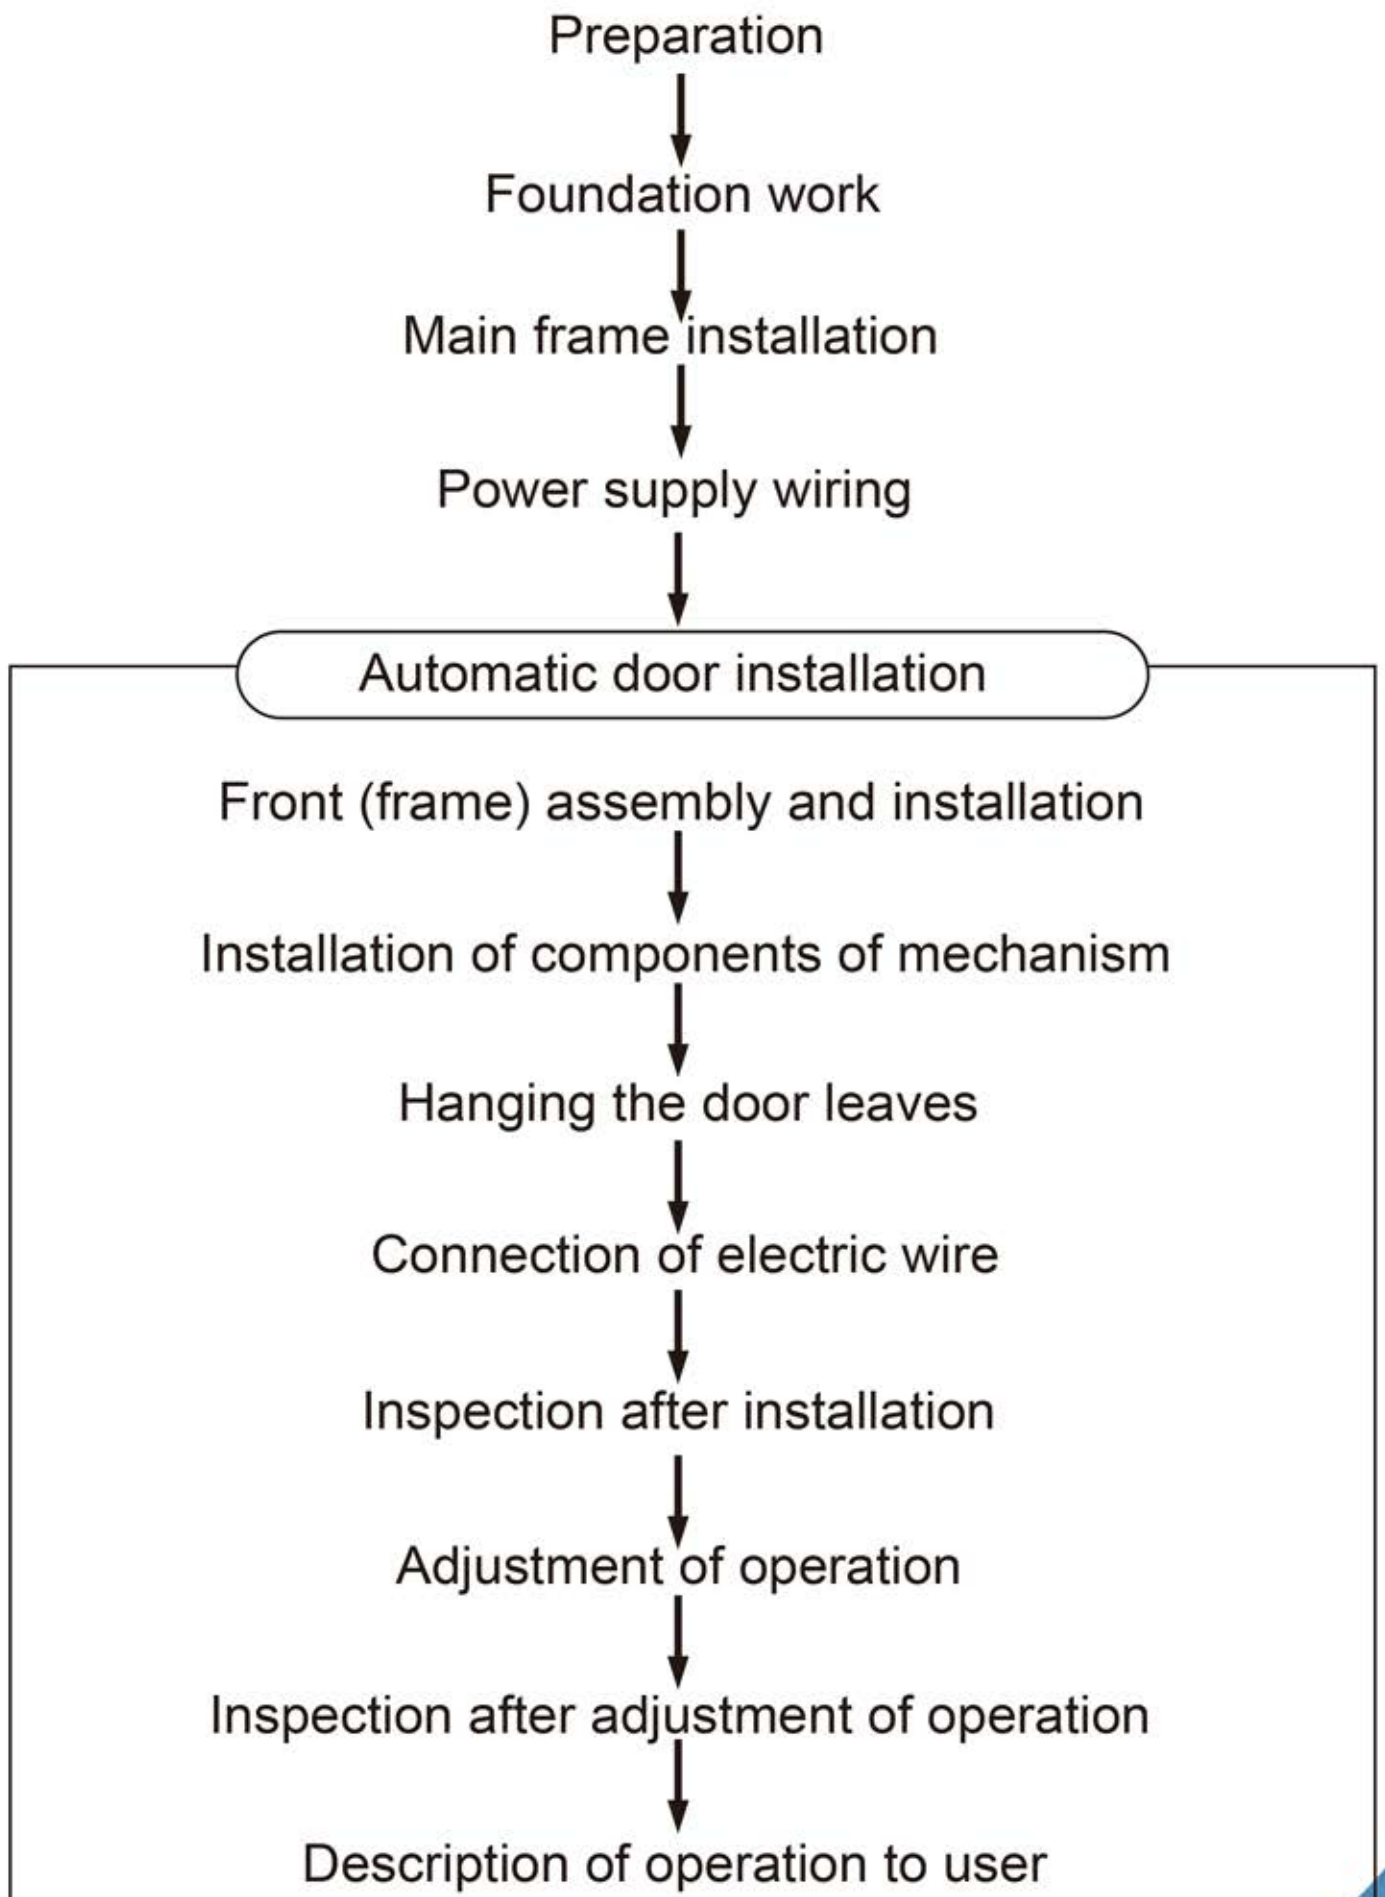 Preparation
Foundation work
Main frame installation
Power supply wiring
Automatic door installation
Front (frame) assembly and installation
Installation of components of mechanism
Hanging the door leaves
Connection of electric wire
Inspection after installation
Adjustment of operation
Inspection after adjustment of operation
Description of operation to user